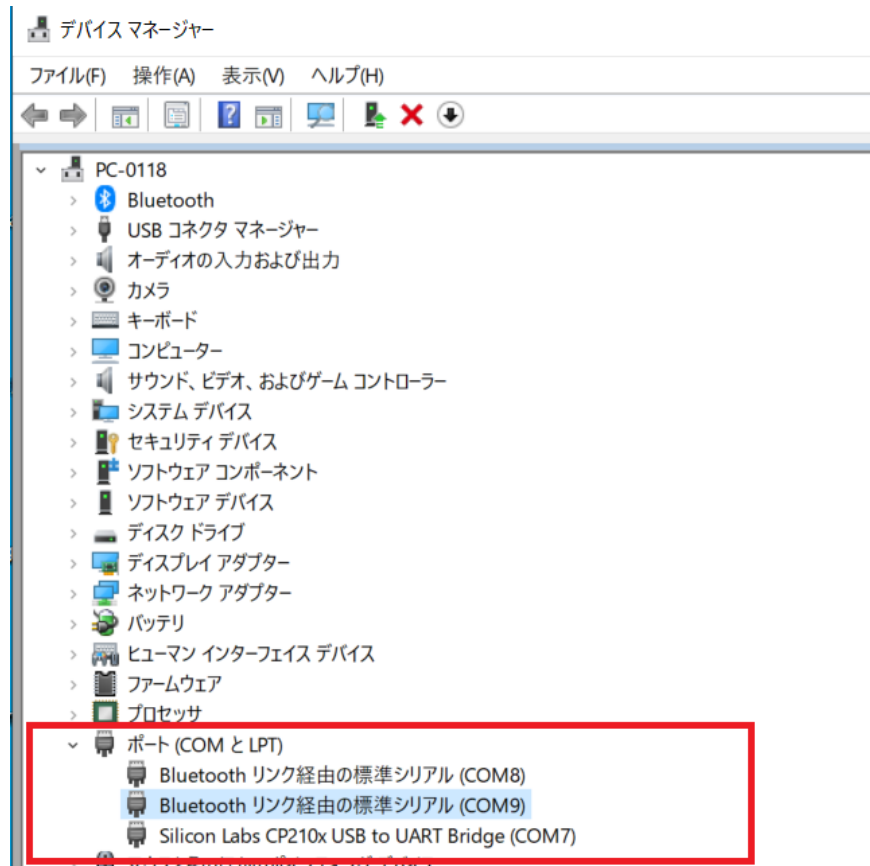 デバイス マネージャー
ファイル(F) 操作(A) 表示(V) ヘルプ(H)
PC-0118
Bluetooth
USB コネクタ マネージャー
オーディオの入力および出力
カメラ
キーボード
コンピューター
サウンド、ビデオ、およびゲーム コントローラー
システム デバイス
セキュリティ デバイス
ソフトウェア コンポーネント
ソフトウェア デバイス
ディスク ドライブ
ディスプレイ アダプター
ネットワーク アダプター
バッテリ
ヒューマン インターフェイス デバイス
ファームウェア
プロセッサ
ポート (COM と LPT)
Bluetooth リンク経由の標準シリアル (COM8)
Bluetooth リンク経由の標準シリアル (COM9)
Silicon Labs CP210x USB to UART Bridge (COM7)